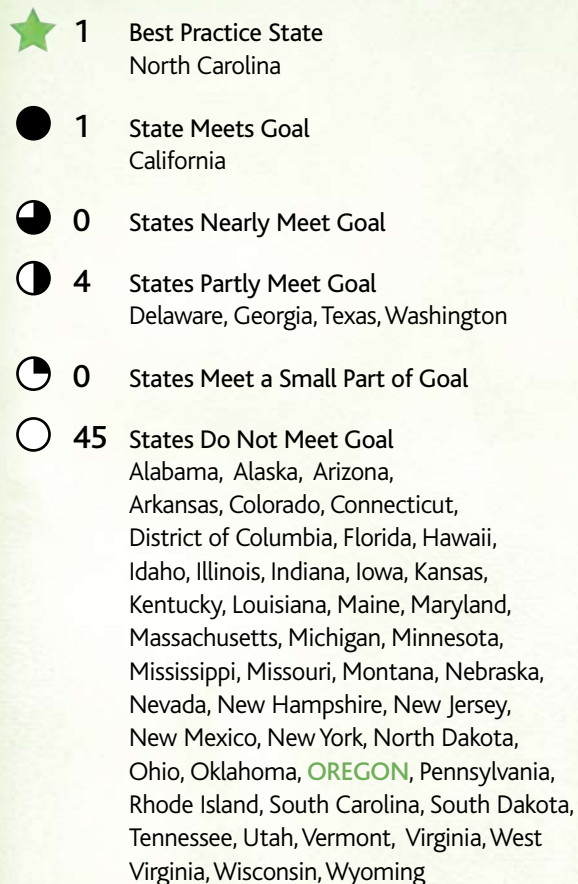 1 Best Practice State
North Carolina
1 State Meets Goal
California
0 States Nearly Meet Goal
4 States Partly Meet Goal
Delaware, Georgia, Texas, Washington
0 States Meet a Small Part of Goal
45 States Do Not Meet Goal
Alabama, Alaska, Arizona,
Arkansas, Colorado, Connecticut,
District of Columbia, Florida, Hawaii,
Idaho, Illinois, Indiana, Iowa, Kansas,
Kentucky, Louisiana, Maine, Maryland,
Massachusetts, Michigan, Minnesota,
Mississippi, Missouri, Montana, Nebraska,
Nevada, New Hampshire, New Jersey,
New Mexico, New York, North Dakota,
Ohio, Oklahoma, OREGON, Pennsylvania,
Rhode Island, South Carolina, South Dakota,
Tennessee, Utah, Vermont, Virginia, West
Virginia, Wisconsin, Wyoming